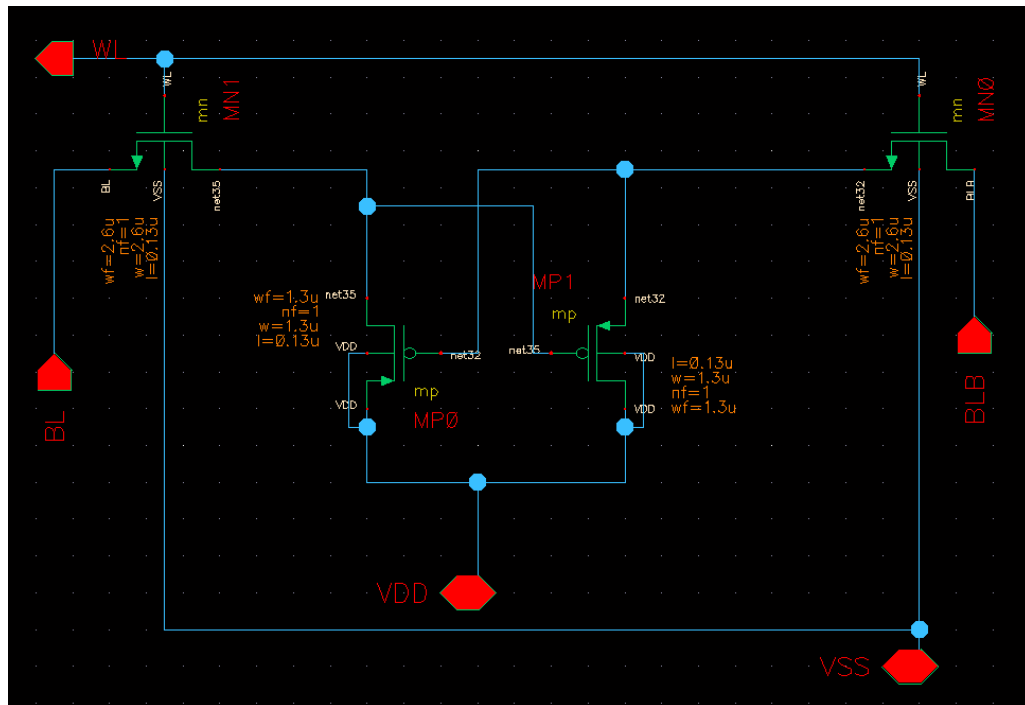 WL
WL
mn
MN1
BL
VSS
net35
wf=2.6u
nf=1
w=2.6u
l=0.13u
WL
mn
MN0
net32
VSS
BLB
wf=2.6u
nf=1
w=2.6u
l=0.13u
wf=1.3u
nf=1
w=1.3u
l=0.13u
net35
VDD
net32
VDD
mp
MP0
MP1
mp
net32
net35
VDD
VDD
l=0.13u
w=1.3u
nf=1
wf=1.3u
BL
BLB
VDD
VSS